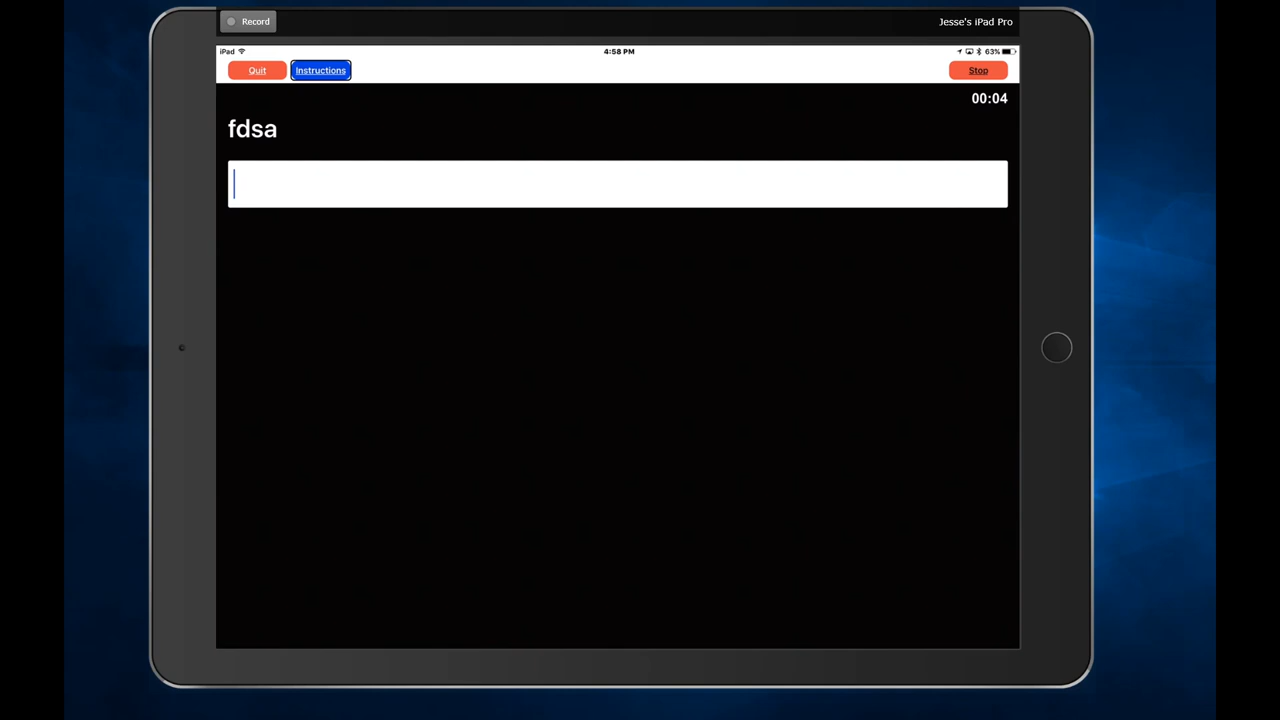 Record
Jesse's iPad Pro
iPad
4:58 PM
63%
Quit
Instructions
Stop
00:04
fdsa